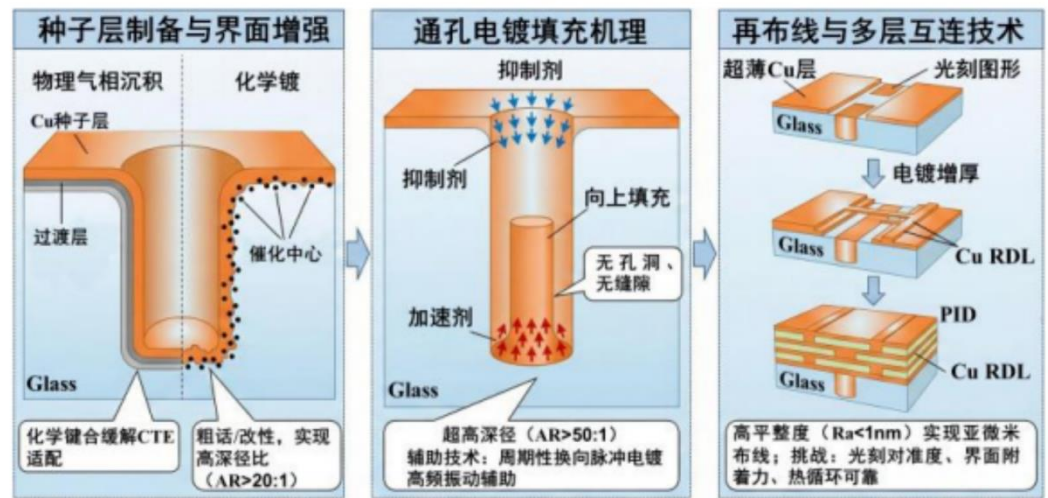 种子层制备与界面增强
物理气相沉积
化学镀
Cu种子层
过渡层
催化中心
Glass
化学键合缓解CTE
适配
粗话/改性，实现
高深径比
（AR>20:1）
通孔电镀填充机理
抑制剂
抑制剂
向上填充
无孔洞、
无缝隙
加速剂
超高深径（AR>50:1）
辅助技术：周期性换向脉冲电镀
高频振动辅助
再布线与多层互连技术
超薄Cu层
光刻图形
Glass
电镀增厚
Glass
Cu RDL
PID
Cu RDL
Glass
高平整度（Ra<1nm）实现亚微米
布线；挑战：光刻对准度、界面附
着力、热循环可靠